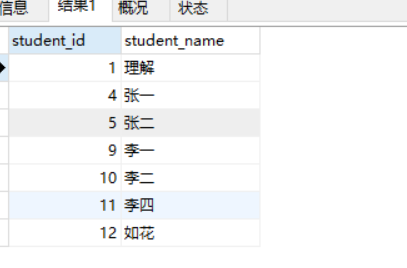 信息 结果1 概况 状态
student_id student_name
1 理解
4 张一
5 张二
9 李一
10 李二
11 李四
12 如花